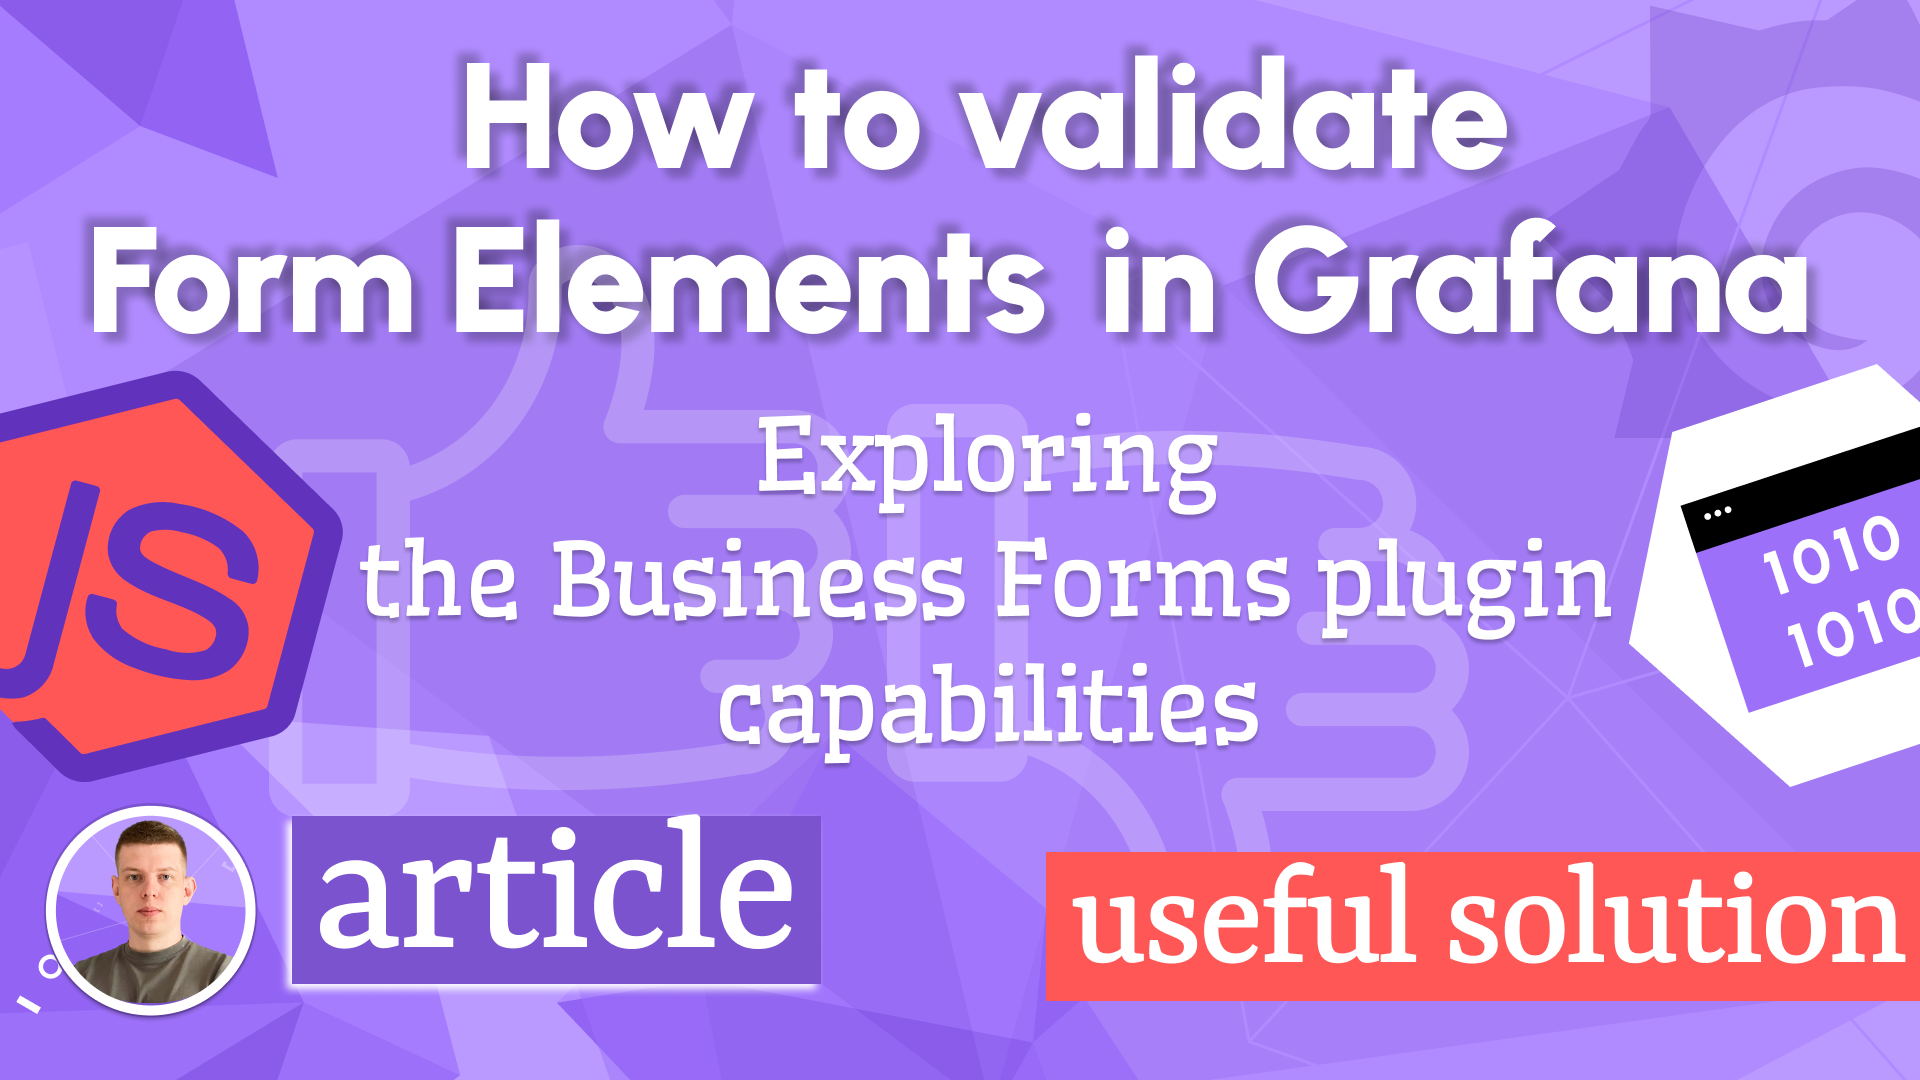 How to validate
Form Elements in Grafana
Exploring
the Business Forms plugin
capabilities
JS
1010
1010
article
useful solution